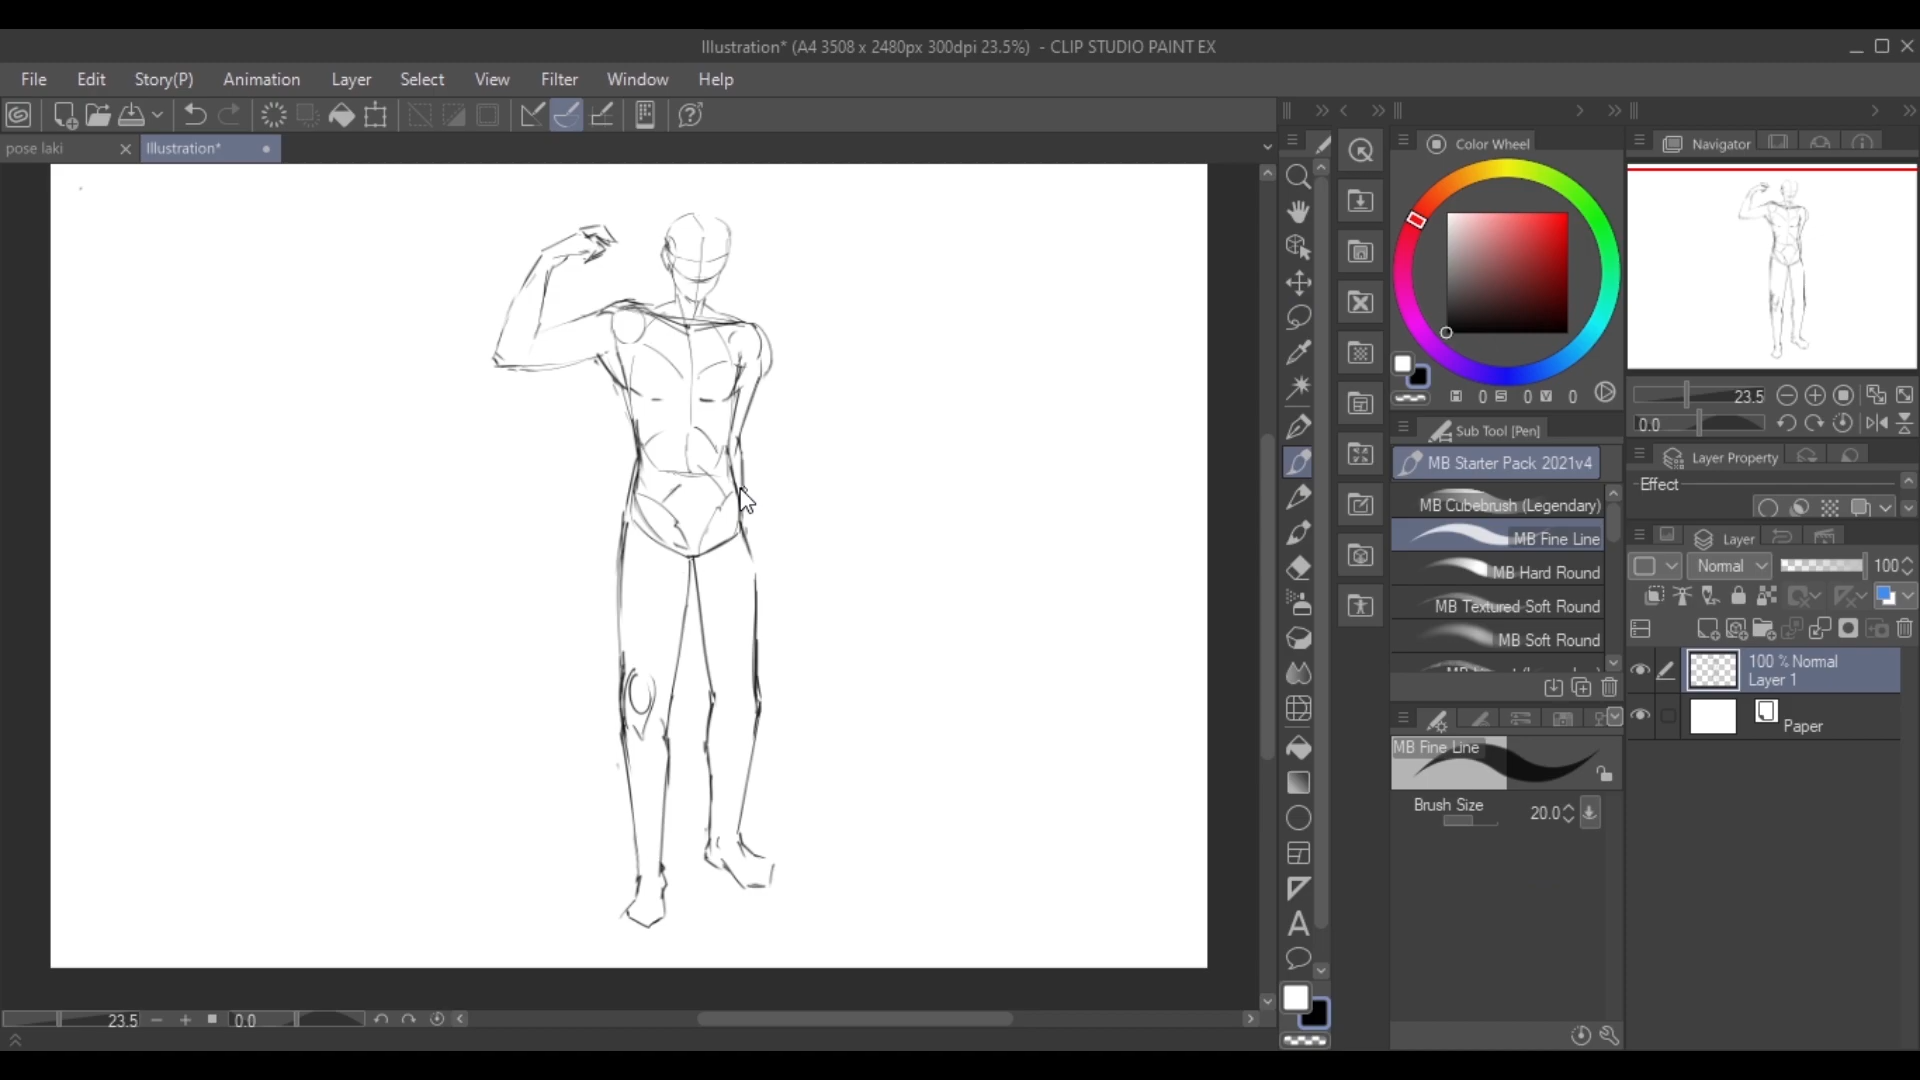 Illustration* (A4 3508 x 2480px 300dpi 23.5%) - CLIP STUDIO PAINT EX
File Edit Story(P) Animation Layer Select View Filter Window Help
pose laki
Illustration*
Color Wheel
Navigator
H 0 S 0 V 0
23.5
0.0
Sub Tool [Pen]
MB Starter Pack 2021v4
MB Cubebrush (Legendary)
MB Fine Line
MB Hard Round
MB Textured Soft Round
MB Soft Round
Layer Property
Effect
Layer
Normal 100
100 % Normal
Layer 1
Paper
MB Fine Line
Brush Size 20.0
A
23.5
0.0